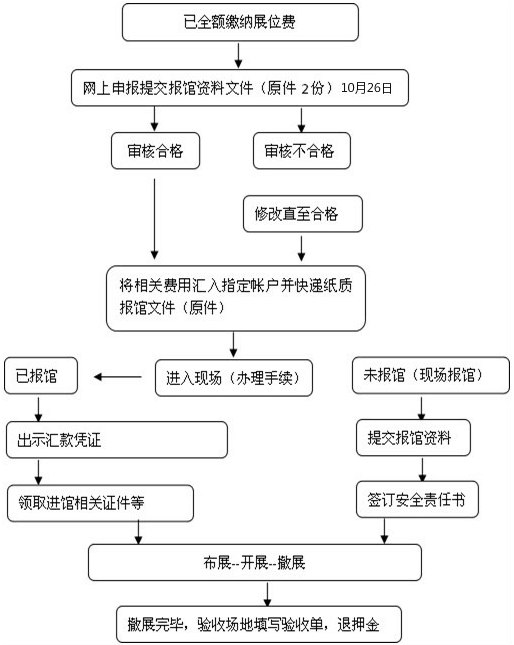 已全额缴纳展位费
网上申报提交报馆资料文件（原件 2份）10月26日
审核合格
审核不合格
修改直至合格
将相关费用汇入指定帐户并快递纸质
报馆文件（原件）
已报馆
进入现场（办理手续）
未报馆（现场报馆）
出示汇款凭证
提交报馆资料
领取进馆相关证件等
签订安全责任书
布展--开展--撤展
撤展完毕，验收场地填写验收单，退押金